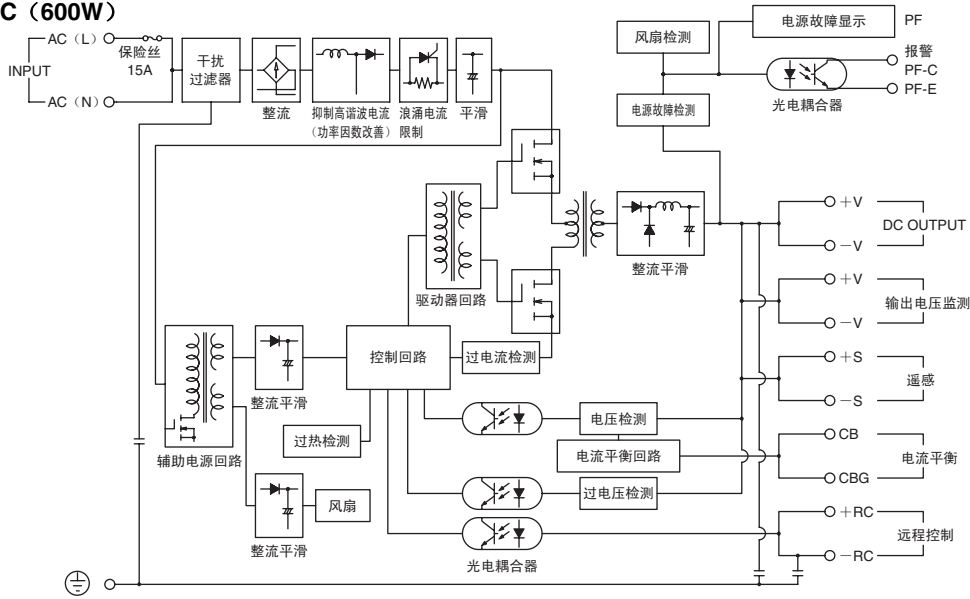 C（600W）
AC（L）
保险丝
15A
INPUT
AC（N）
干扰
过滤器
整流
抑制高谐波电流
（功率因数改善）
浪涌电流
限制
平滑
风扇检测
电源故障显示
PF
报警
PF-C
PF-E
光电耦合器
电源故障检测
驱动器回路
整流平滑
＋V
DC OUTPUT
－V
＋V
输出电压监测
－V
＋S
遥感
－S
CB
电流平衡
CBG
＋RC
远程控制
－RC
控制回路
过电流检测
整流平滑
过热检测
辅助电源回路
电压检测
电流平衡回路
过电压检测
风扇
整流平滑
光电耦合器